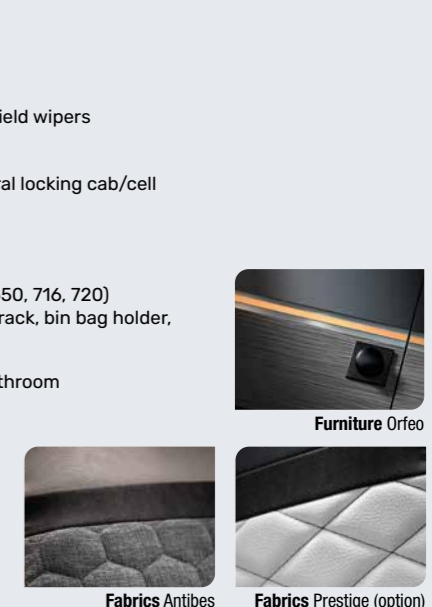 ield wipers
al locking cab/cell
50, 716, 720)
rack, bin bag holder,
throom
Furniture Orfeo
Fabrics Antibes
Fabrics Prestige (option)